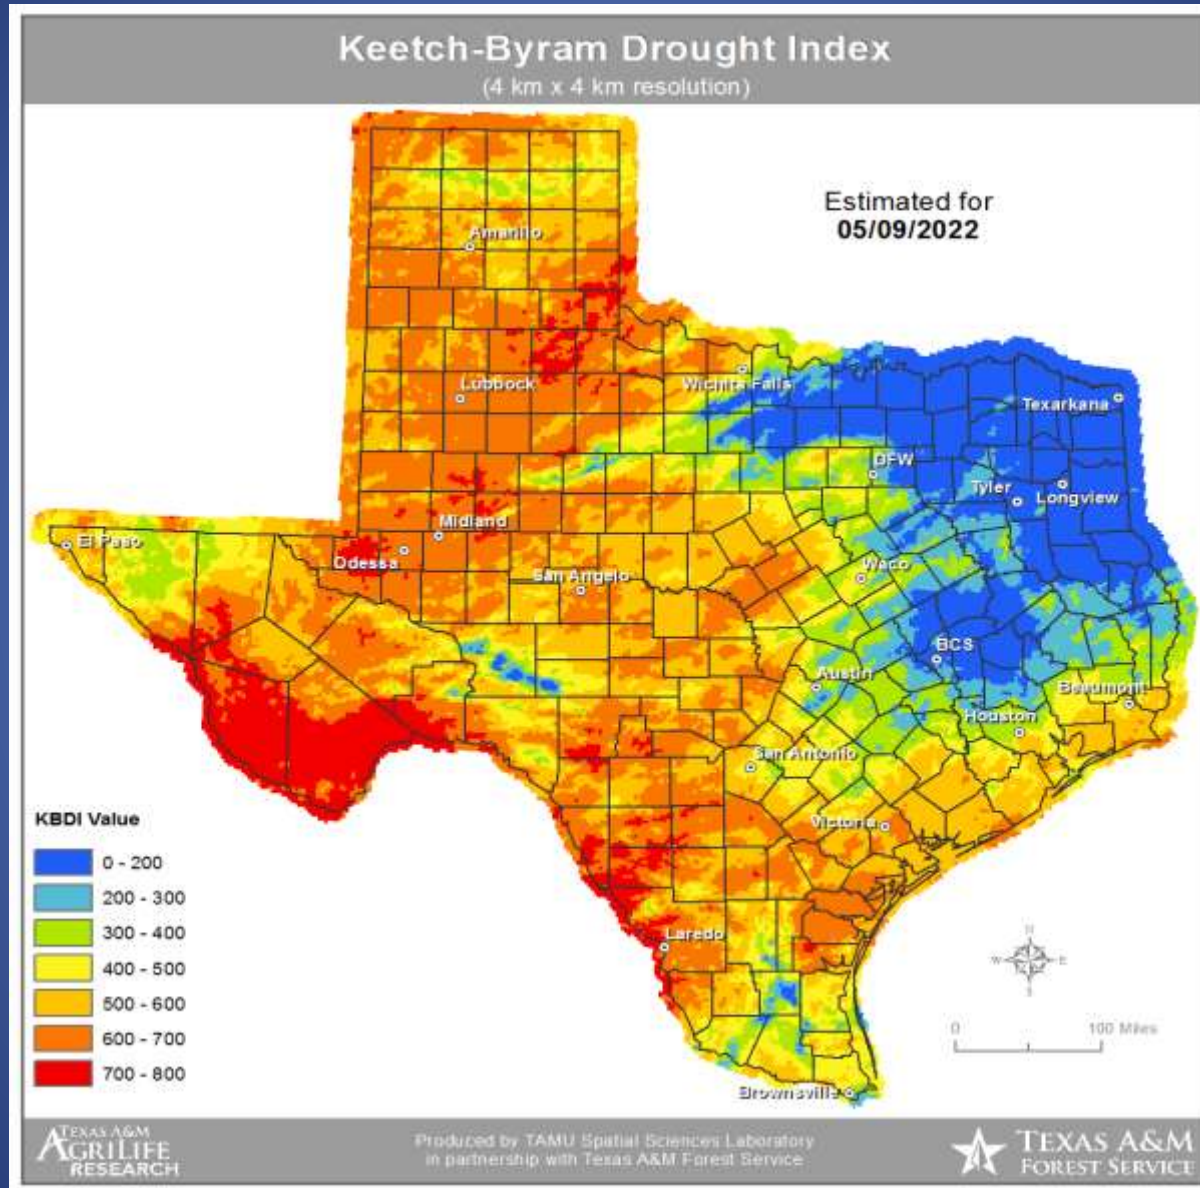 Keetch-Byram Drought Index
(4 km x 4 km resolution)
Estimated for
05/09/2022
Amarillo
Lubbock
Wichita Falls
Texarkana
DFW
Tyler
Longview
Midland
El Paso
Odessa
San Angelo
Waco
BCS
Austin
Beaumont
Houston
San Antonio
Victoria
Laredo
Brownsville
KBDI Value
0 - 200
200 - 300
300 - 400
400 - 500
500 - 600
600 - 700
700 - 800
N
W E
S
0 100 Miles
TEXAS A&M
AGRILIFE
RESEARCH
Produced by TAMU Spatial Sciences Laboratory
in partnership with Texas A&M Forest Service
TEXAS A&M
FOREST SERVICE